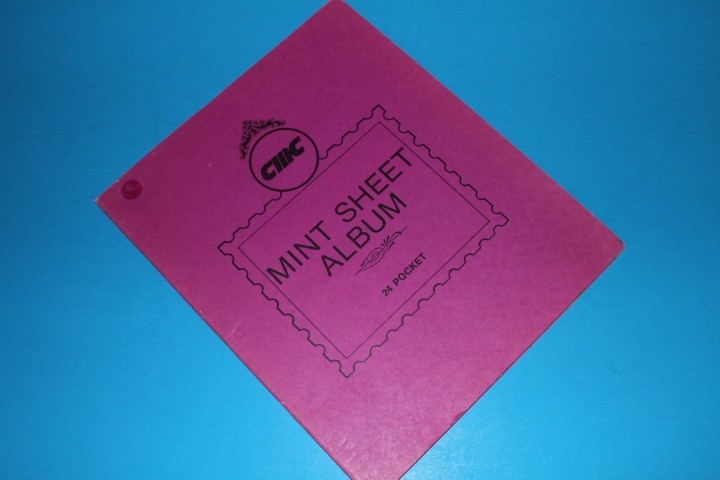 CMC
MINT SHEET
ALBUM
24 POCKET